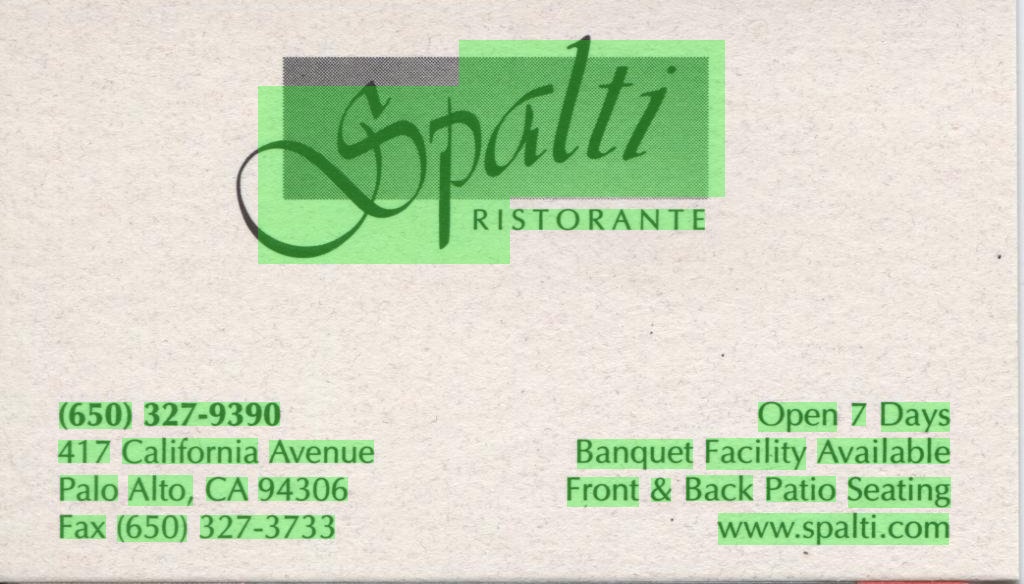 Spalti
RISTORANTE
(650) 327-9390
417 California Avenue
Palo Alto, CA 94306
Fax (650) 327-3733
Open 7 Days
Banquet Facility Available
Front & Back Patio Seating
www.spalti.com